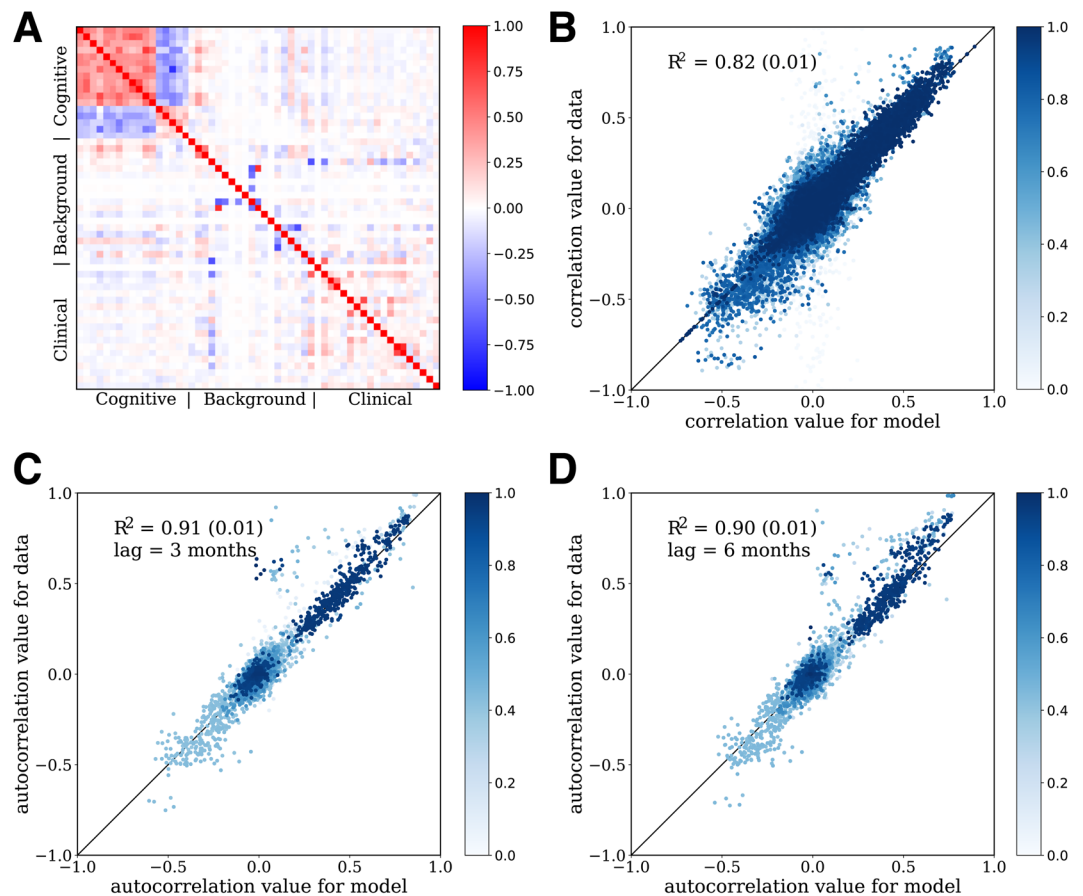 A
Cognitive
| Background |
Clinical
Cognitive | Background | Clinical
1.00
0.75
0.50
0.25
0.00
−0.25
−0.50
−0.75
−1.00
B
R² = 0.82 (0.01)
correlation value for data
1.0
0.5
0.0
−0.5
−1.0
−1.0 −0.5 0.0 0.5 1.0
correlation value for model
1.0
0.8
0.6
0.4
0.2
0.0
C
R² = 0.91 (0.01)
lag = 3 months
autocorrelation value for data
1.0
0.5
0.0
−0.5
−1.0
−1.0 −0.5 0.0 0.5 1.0
autocorrelation value for model
1.0
0.8
0.6
0.4
0.2
0.0
D
R² = 0.90 (0.01)
lag = 6 months
autocorrelation value for data
1.0
0.5
0.0
−0.5
−1.0
−1.0 −0.5 0.0 0.5 1.0
autocorrelation value for model
1.0
0.8
0.6
0.4
0.2
0.0